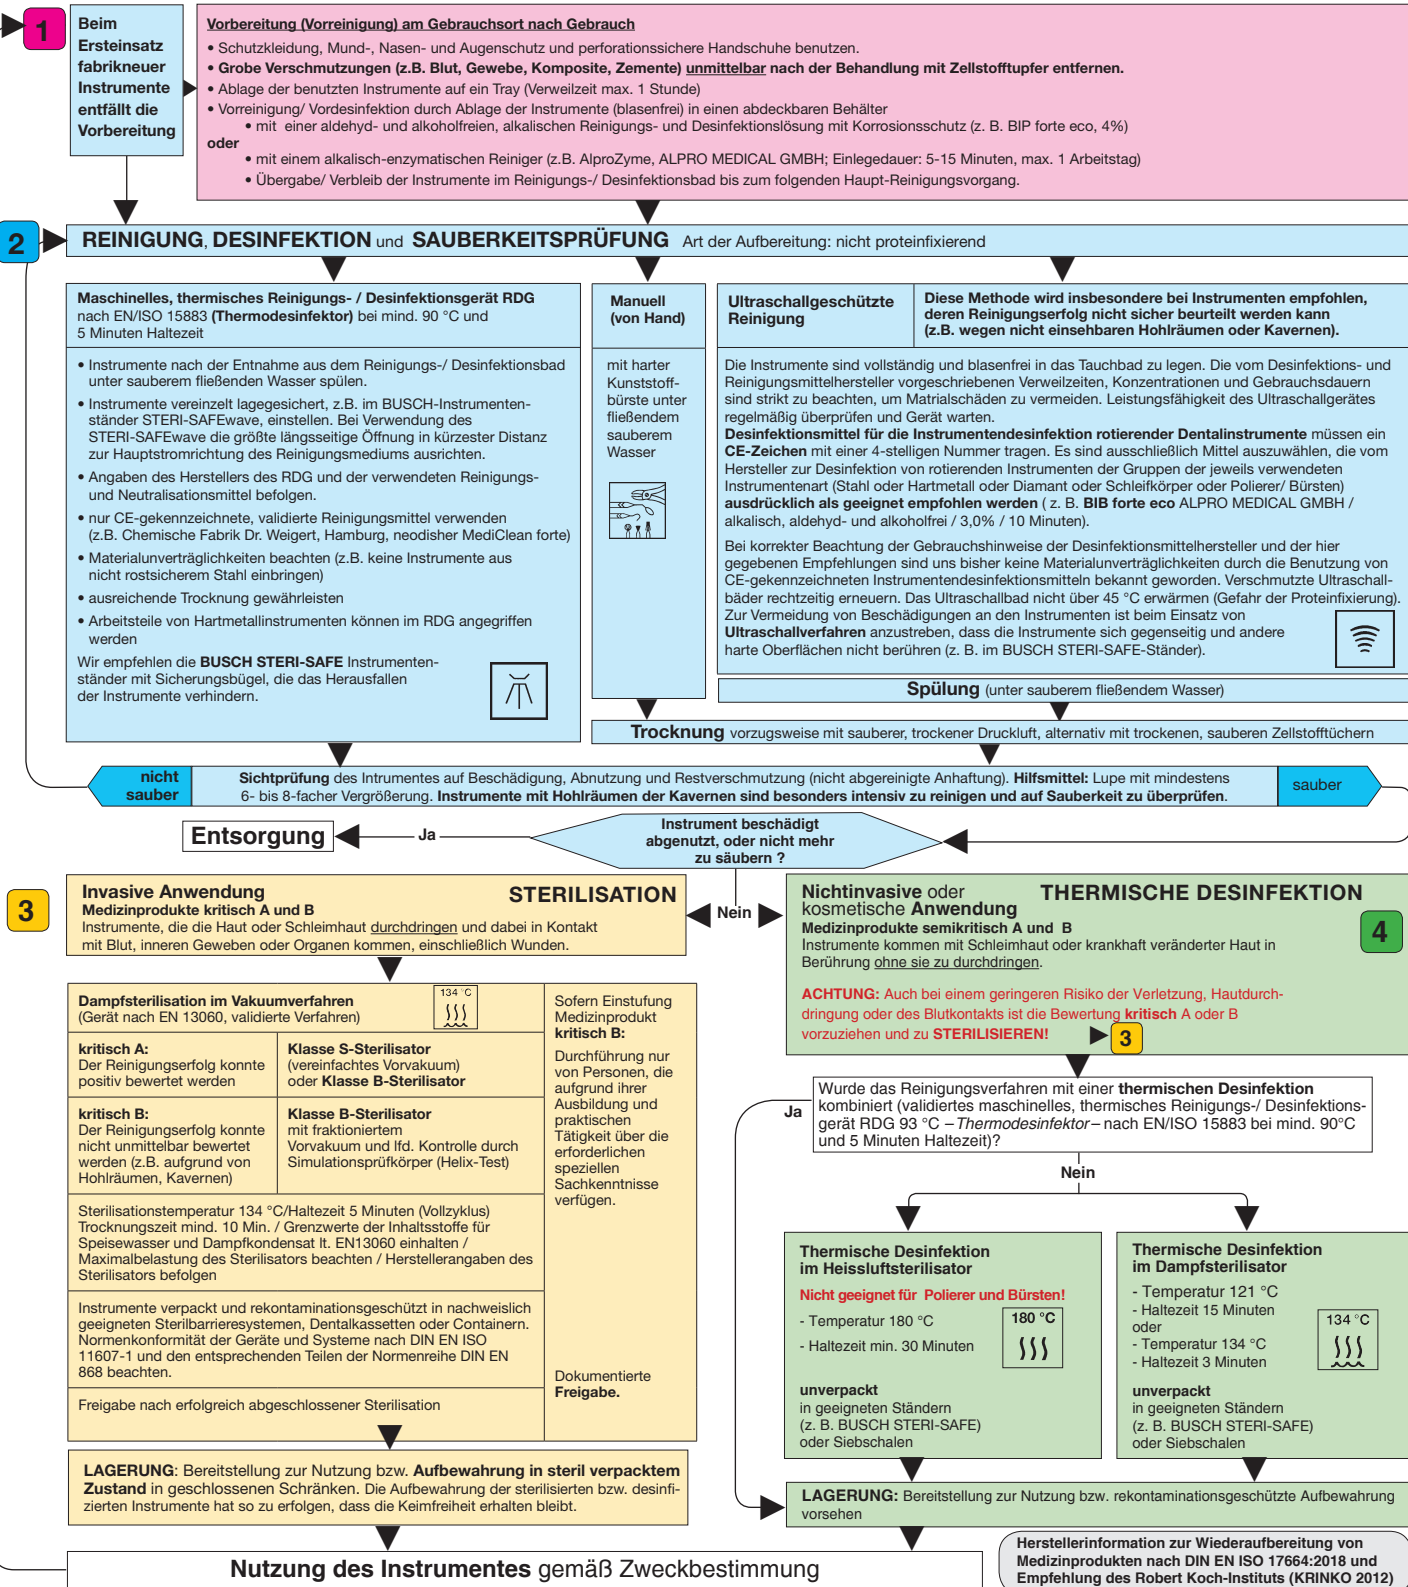 1
Beim
Ersteinsatz
fabrikneuer
Instrumente
entfällt die
Vorbereitung
Vorbereitung (Vorreinigung) am Gebrauchsort nach Gebrauch
• Schutzkleidung, Mund-, Nasen- und Augenschutz und perforationssichere Handschuhe benutzen.
• Grobe Verschmutzungen (z.B. Blut, Gewebe, Komposite, Zemente) unmittelbar nach der Behandlung mit Zellstofftupfer entfernen.
• Ablage der benutzten Instrumente auf ein Tray (Verweilzeit max. 1 Stunde)
• Vorreinigung/ Vordesinfektion durch Ablage der Instrumente (blasenfrei) in einen abdeckbaren Behälter
• mit einer aldehyd- und alkoholfreien, alkalischen Reinigungs- und Desinfektionslösung mit Korrosionsschutz (z. B. BIP forte eco, 4%)
oder
• mit einem alkalisch-enzymatischen Reiniger (z.B. AlproZyme, ALPRO MEDICAL GMBH; Einlegedauer: 5-15 Minuten, max. 1 Arbeitstag)
• Übergabe/ Verbleib der Instrumente im Reinigungs-/ Desinfektionsbad bis zum folgenden Haupt-Reinigungsvorgang.
2
REINIGUNG, DESINFEKTION und SAUBERKEITSPRÜFUNG Art der Aufbereitung: nicht proteinfixierend
Maschinelles, thermisches Reinigungs- / Desinfektionsgerät RDG
nach EN/ISO 15883 (Thermodesinfektor) bei mind. 90 °C und
5 Minuten Haltezeit
• Instrumente nach der Entnahme aus dem Reinigungs-/ Desinfektionsbad
unter sauberem fließenden Wasser spülen.
• Instrumente vereinzelt lagegesichert, z.B. im BUSCH-Instrumenten-
ständer STERI-SAFEwave, einstellen. Bei Verwendung des
STERI-SAFEwave die größte längsseitige Öffnung in kürzester Distanz
zur Hauptstromrichtung des Reinigungsmediums ausrichten.
• Angaben des Herstellers des RDG und der verwendeten Reinigungs-
und Neutralisationsmittel befolgen.
• nur CE-gekennzeichnete, validierte Reinigungsmittel verwenden
(z.B. Chemische Fabrik Dr. Weigert, Hamburg, neodisher MediClean forte)
• Materialunverträglichkeiten beachten (z.B. keine Instrumente aus
nicht rostsicherem Stahl einbringen)
• ausreichende Trocknung gewährleisten
• Arbeitsteile von Hartmetallinstrumenten können im RDG angegriffen
werden
Wir empfehlen die BUSCH STERI-SAFE Instrumenten-
ständer mit Sicherungsbügel, die das Herausfallen
der Instrumente verhindern.
Manuell
(von Hand)
mit harter
Kunststoff-
bürste unter
fließendem
sauberem
Wasser
Ultraschallgeschützte
Reinigung
Diese Methode wird insbesondere bei Instrumenten empfohlen,
deren Reinigungserfolg nicht sicher beurteilt werden kann
(z.B. wegen nicht einsehbaren Hohlräumen oder Kavernen).
Die Instrumente sind vollständig und blasenfrei in das Tauchbad zu legen. Die vom Desinfektions- und
Reinigungsmittelhersteller vorgeschriebenen Verweilzeiten, Konzentrationen und Gebrauchsdauern
sind strikt zu beachten, um Matrialschäden zu vermeiden. Leistungsfähigkeit des Ultraschallgerätes
regelmäßig überprüfen und Gerät warten.
Desinfektionsmittel für die Instrumentendesinfektion rotierender Dentalinstrumente müssen ein
CE-Zeichen mit einer 4-stelligen Nummer tragen. Es sind ausschließlich Mittel auszuwählen, die vom
Hersteller zur Desinfektion von rotierenden Instrumenten der Gruppen der jeweils verwendeten
Instrumentenart (Stahl oder Hartmetall oder Diamant oder Schleifkörper oder Polierer/ Bürsten)
ausdrücklich als geeignet empfohlen werden ( z. B. BIB forte eco ALPRO MEDICAL GMBH /
alkalisch, aldehyd- und alkoholfrei / 3,0% / 10 Minuten).
Bei korrekter Beachtung der Gebrauchshinweise der Desinfektionsmittelhersteller und der hier
gegebenen Empfehlungen sind uns bisher keine Materialunverträglichkeiten durch die Benutzung von
CE-gekennzeichneten Instrumentendesinfektionsmitteln bekannt geworden. Verschmutzte Ultraschall-
bäder rechtzeitig erneuern. Das Ultraschallbad nicht über 45 °C erwärmen (Gefahr der Proteinfixierung).
Zur Vermeidung von Beschädigungen an den Instrumenten ist beim Einsatz von
Ultraschallverfahren anzustreben, dass die Instrumente sich gegenseitig und andere
harte Oberflächen nicht berühren (z. B. im BUSCH STERI-SAFE-Ständer).
Spülung (unter sauberem fließendem Wasser)
Trocknung vorzugsweise mit sauberer, trockener Druckluft, alternativ mit trockenen, sauberen Zellstofftüchern
nicht
sauber
Sichtprüfung des Intrumentes auf Beschädigung, Abnutzung und Restverschmutzung (nicht abgereinigte Anhaftung). Hilfsmittel: Lupe mit mindestens
6- bis 8-facher Vergrößerung. Instrumente mit Hohlräumen der Kavernen sind besonders intensiv zu reinigen und auf Sauberkeit zu überprüfen.
sauber
Entsorgung
Ja
Instrument beschädigt
abgenutzt, oder nicht mehr
zu säubern ?
Nein
3
Invasive Anwendung STERILISATION
Medizinprodukte kritisch A und B
Instrumente, die die Haut oder Schleimhaut durchdringen und dabei in Kontakt
mit Blut, inneren Geweben oder Organen kommen, einschließlich Wunden.
Dampfsterilisation im Vakuumverfahren
(Gerät nach EN 13060, validierte Verfahren)
134 °C
kritisch A:
Der Reinigungserfolg konnte
positiv bewertet werden
Klasse S-Sterilisator
(vereinfachtes Vorvakuum)
oder Klasse B-Sterilisator
kritisch B:
Der Reinigungserfolg konnte
nicht unmittelbar bewertet
werden (z.B. aufgrund von
Hohlräumen, Kavernen)
Klasse B-Sterilisator
mit fraktioniertem
Vorvakuum und lfd. Kontrolle durch
Simulationsprüfkörper (Helix-Test)
Sterilisationstemperatur 134 °C/Haltezeit 5 Minuten (Vollzyklus)
Trocknungszeit mind. 10 Min. / Grenzwerte der Inhaltsstoffe für
Speisewasser und Dampfkondensat lt. EN13060 einhalten /
Maximalbelastung des Sterilisators beachten / Herstellerangaben des
Sterilisators befolgen
Instrumente verpackt und rekontaminationsgeschützt in nachweislich
geeigneten Sterilbarrieresystemen, Dentalkassetten oder Containern.
Normenkonformität der Geräte und Systeme nach DIN EN ISO
11607-1 und den entsprechenden Teilen der Normenreihe DIN EN
868 beachten.
Freigabe nach erfolgreich abgeschlossener Sterilisation
Sofern Einstufung
Medizinprodukt
kritisch B:
Durchführung nur
von Personen, die
aufgrund ihrer
Ausbildung und
praktischen
Tätigkeit über die
erforderlichen
speziellen
Sachkenntnisse
verfügen.
Dokumentierte
Freigabe.
LAGERUNG: Bereitstellung zur Nutzung bzw. Aufbewahrung in steril verpacktem
Zustand in geschlossenen Schränken. Die Aufbewahrung der sterilisierten bzw. desinfi-
zierten Instrumente hat so zu erfolgen, dass die Keimfreiheit erhalten bleibt.
Nichtinvasive oder THERMISCHE DESINFEKTION
kosmetische Anwendung
Medizinprodukte semikritisch A und B
Instrumente kommen mit Schleimhaut oder krankhaft veränderter Haut in
Berührung ohne sie zu durchdringen.
4
ACHTUNG: Auch bei einem geringeren Risiko der Verletzung, Hautdurch-
dringung oder des Blutkontakts ist die Bewertung kritisch A oder B
vorzuziehen und zu STERILISIEREN!
3
Wurde das Reinigungsverfahren mit einer thermischen Desinfektion
kombiniert (validiertes maschinelles, thermisches Reinigungs-/ Desinfektions-
gerät RDG 93 °C – Thermodesinfektor – nach EN/ISO 15883 bei mind. 90°C
und 5 Minuten Haltezeit)?
Ja
Nein
Thermische Desinfektion
im Heissluftsterilisator
Nicht geeignet für Polierer und Bürsten!
- Temperatur 180 °C
- Haltezeit min. 30 Minuten
180 °C
unverpackt
in geeigneten Ständern
(z. B. BUSCH STERI-SAFE)
oder Siebschalen
Thermische Desinfektion
im Dampfsterilisator
- Temperatur 121 °C
- Haltezeit 15 Minuten
oder
- Temperatur 134 °C
- Haltezeit 3 Minuten
134 °C
unverpackt
in geeigneten Ständern
(z. B. BUSCH STERI-SAFE)
oder Siebschalen
LAGERUNG: Bereitstellung zur Nutzung bzw. rekontaminationsgeschützte Aufbewahrung
vorsehen
Nutzung des Instrumentes gemäß Zweckbestimmung
Herstellerinformation zur Wiederaufbereitung von
Medizinprodukten nach DIN EN ISO 17664:2018 und
Empfehlung des Robert Koch-Instituts (KRINKO 2012)